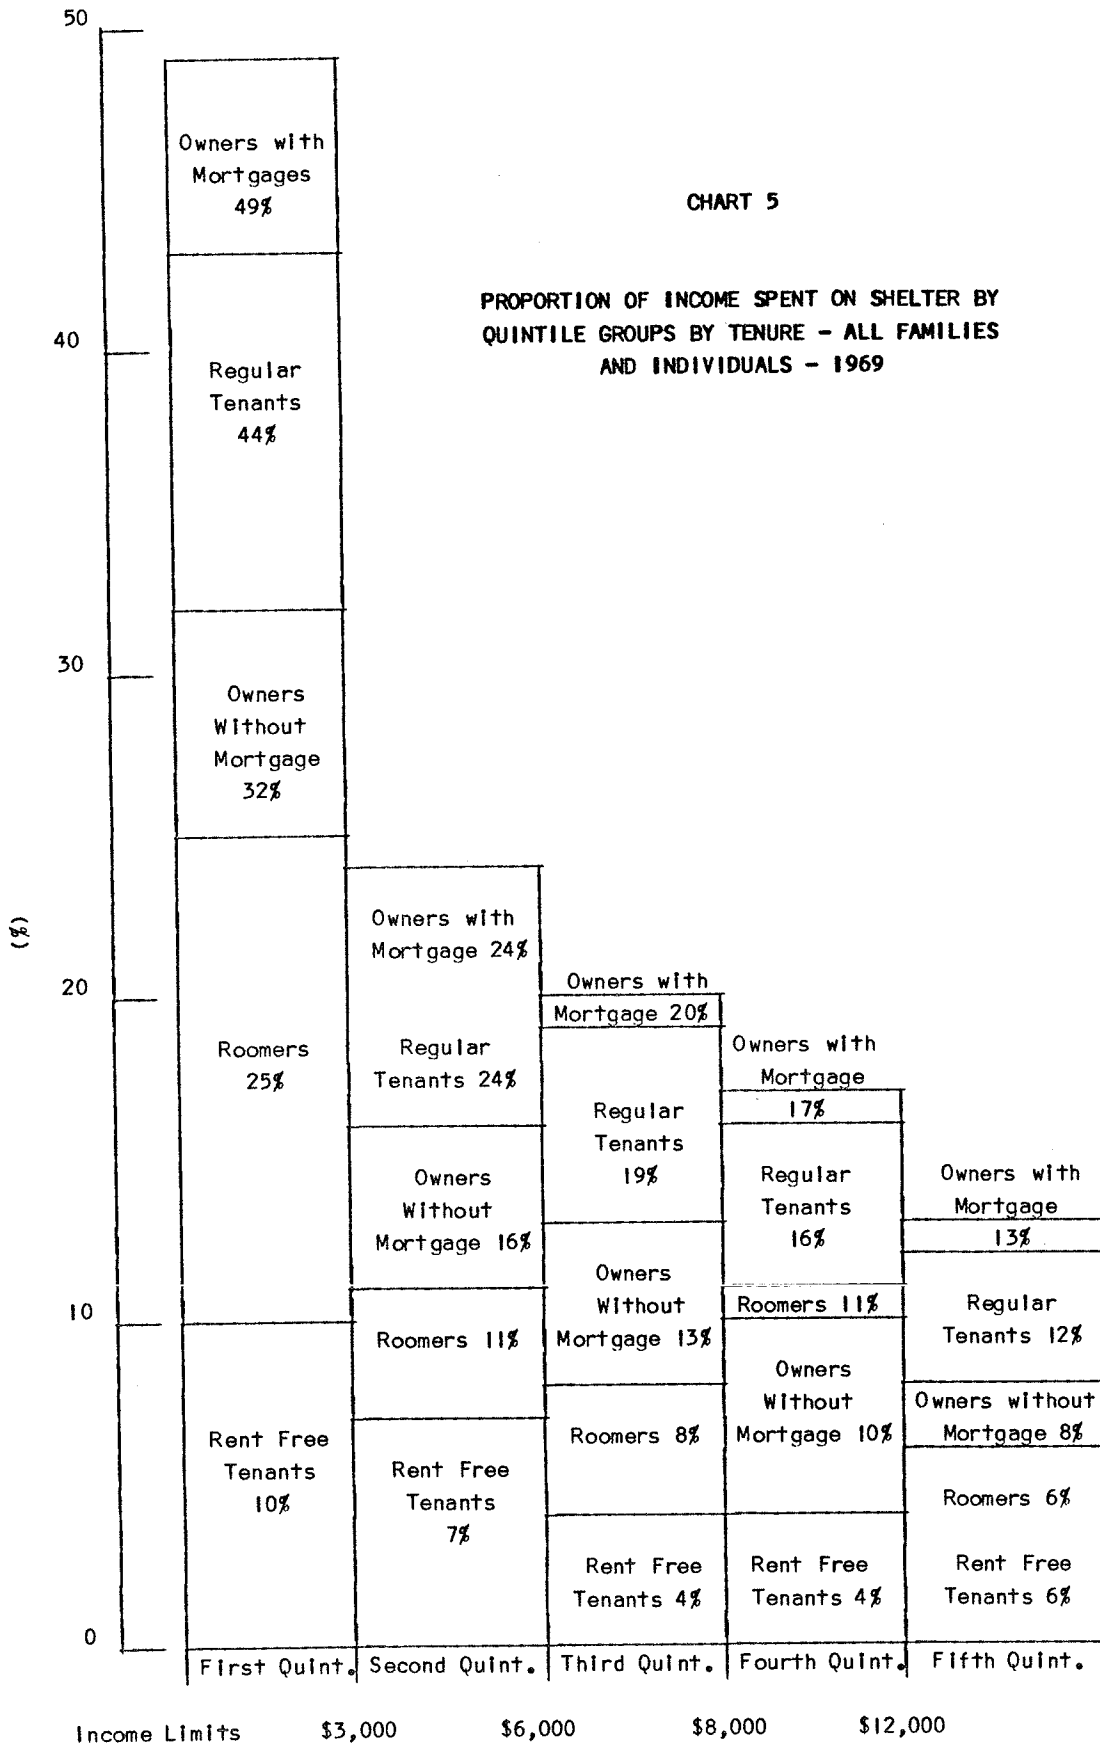 50
Owners with
Mortgages
49%
CHART 5
PROPORTION OF INCOME SPENT ON SHELTER BY
QUINTILE GROUPS BY TENURE - ALL FAMILIES
AND INDIVIDUALS - 1969
40
Regular
Tenants
44%
30
Owners
Without
Mortgage
32%
(%)
20
Roomers
25%
10
Rent Free
Tenants
10%
0
Owners with
Mortgage 24%
Regular
Tenants 24%
Owners
Without
Mortgage 16%
Roomers 11%
Rent Free
Tenants
7%
Owners with
Mortgage 20%
Regular
Tenants
19%
Owners
Without
Mortgage 13%
Roomers 8%
Rent Free
Tenants 4%
Owners with
Mortgage
17%
Regular
Tenants
16%
Roomers 11%
Owners
Without
Mortgage 10%
Rent Free
Tenants 4%
Owners with
Mortgage
13%
Regular
Tenants 12%
Owners without
Mortgage 8%
Roomers 6%
Rent Free
Tenants 6%
First Quint. Second Quint. Third Quint. Fourth Quint. Fifth Quint.
Income Limits $3,000 $6,000 $8,000 $12,000